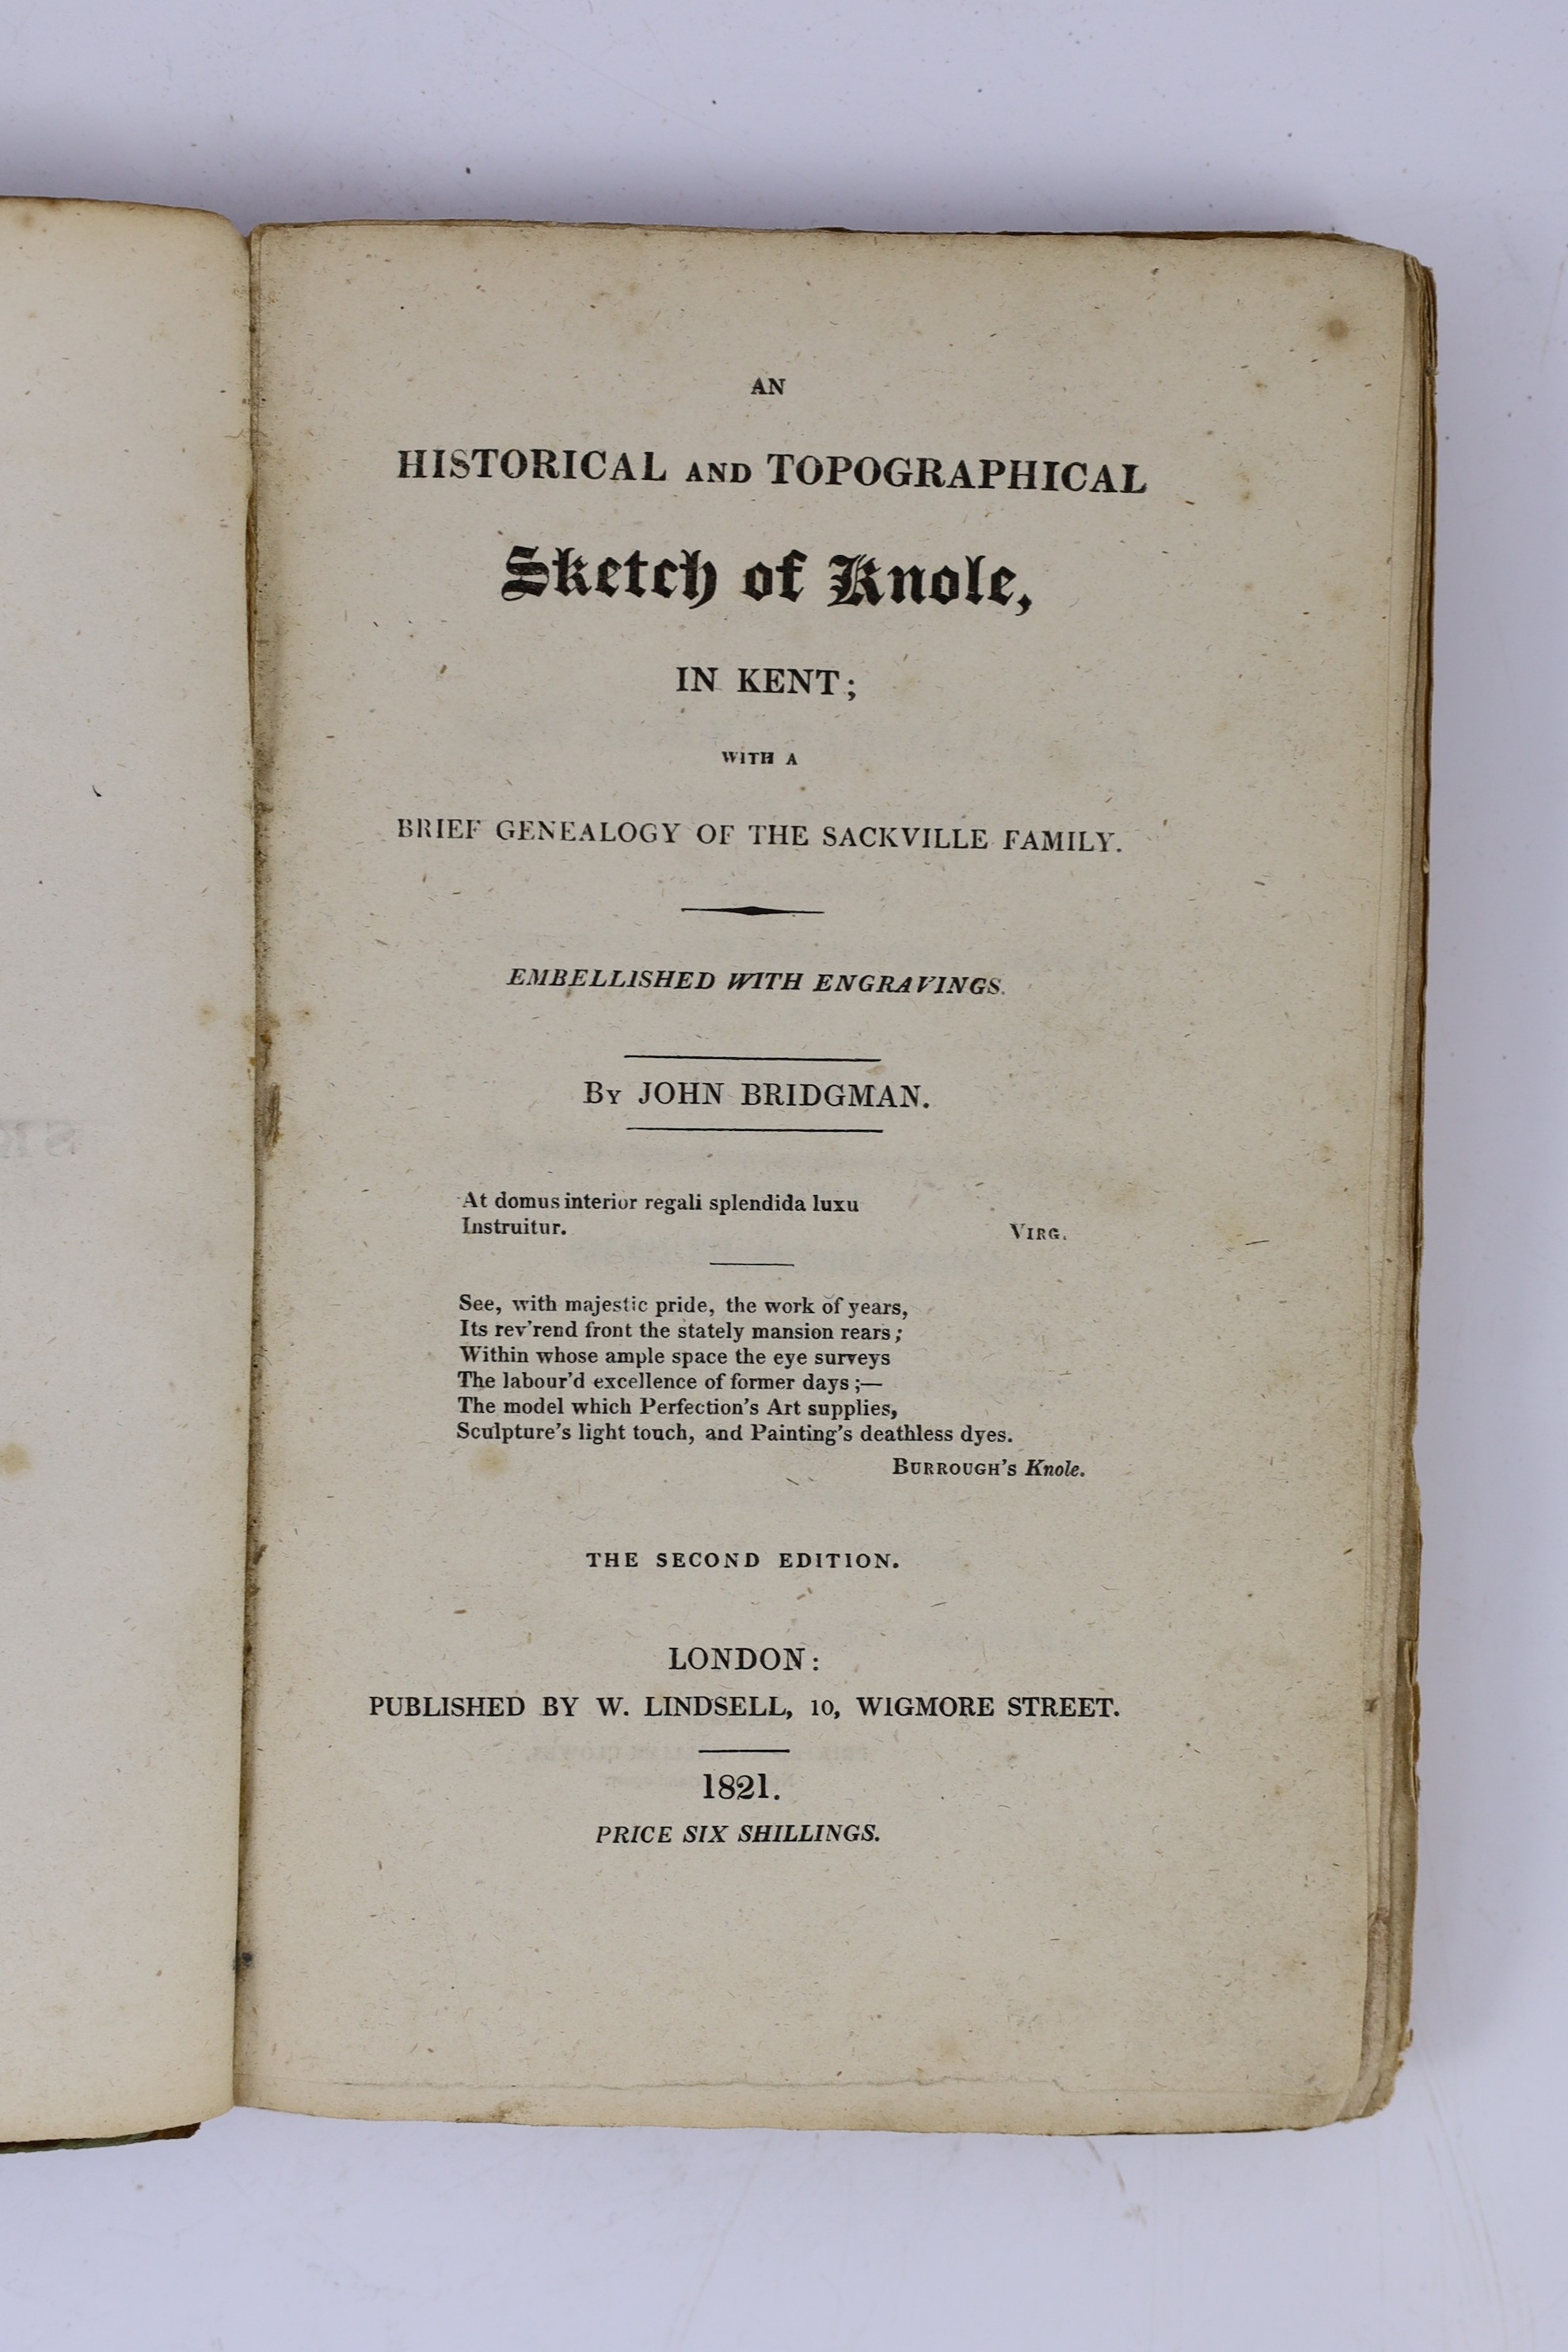 AN
HISTORICAL AND TOPOGRAPHICAL
Sketch of Knole,
IN KENT;
WITH A
BRIEF GENEALOGY OF THE SACKVILLE FAMILY.
EMBELLISHED WITH ENGRAVINGS.
By JOHN BRIDGMAN.
At domus interior regali splendida luxu
Instruitur. VIRG.
See, with majestic pride, the work of years,
Its rev'rend front the stately mansion rears;
Within whose ample space the eye surveys
The labour'd excellence of former days;—
The model which Perfection's Art supplies,
Sculpture's light touch, and Painting's deathless dyes.
BURROUGH'S Knole.
THE SECOND EDITION.
LONDON:
PUBLISHED BY W. LINDSELL, 10, WIGMORE STREET.
1821.
PRICE SIX SHILLINGS.